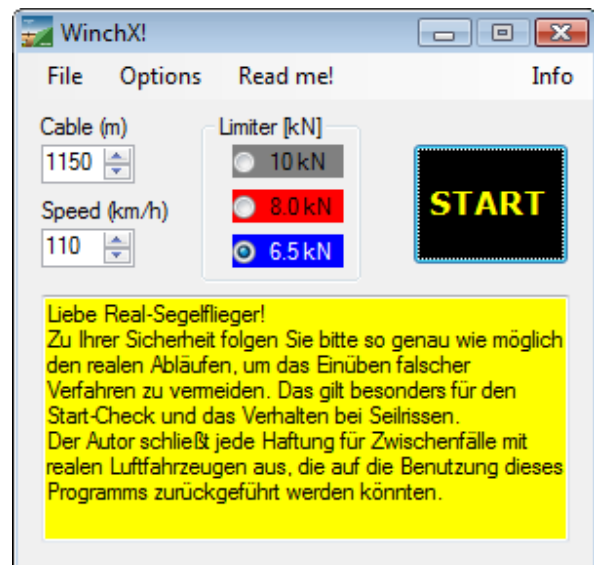 WinchX!
File Options Read me! Info
Cable (m)
1150
Speed (km/h)
110
Limiter [kN]
10 kN
8.0 kN
6.5 kN
START
Liebe Real-Segelflieger!
Zu Ihrer Sicherheit folgen Sie bitte so genau wie möglich
den realen Abläufen, um das Einüben falscher
Verfahren zu vermeiden. Das gilt besonders für den
Start-Check und das Verhalten bei Seilrissen.
Der Autor schließt jede Haftung für Zwischenfälle mit
realen Luftfahrzeugen aus, die auf die Benutzung dieses
Programms zurückgeführt werden könnten.